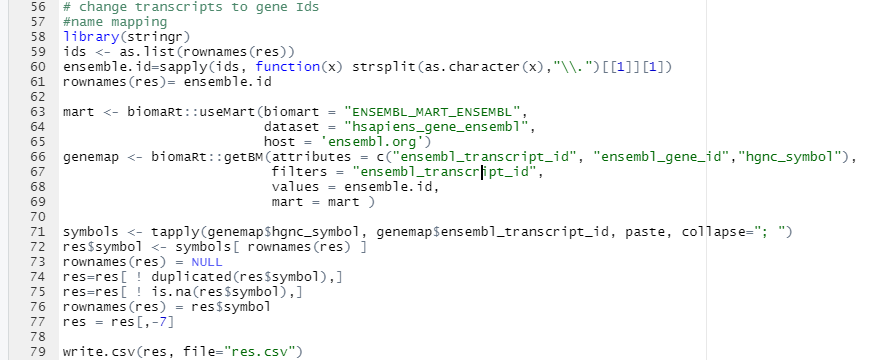 56 # change transcripts to gene Ids
57 #name mapping
58 library(stringr)
59 ids <- as.list(rownames(res))
60 ensemble.id=sapply(ids, function(x) strsplit(as.character(x),"\\.")[[1]][1])
61 rownames(res)= ensemble.id
62
63 mart <- biomaRt::useMart(biomart = "ENSEMBL_MART_ENSEMBL",
64                          dataset = "hsapiens_gene_ensembl",
65                          host = 'ensembl.org')
66 genemap <- biomaRt::getBM(attributes = c("ensembl_transcript_id", "ensembl_gene_id","hgnc_symbol"),
67                           filters = "ensembl_transcript_id",
68                           values = ensemble.id,
69                           mart = mart )
70
71 symbols <- tapply(genemap$hgnc_symbol, genemap$ensembl_transcript_id, paste, collapse="; ")
72 res$symbol <- symbols[ rownames(res) ]
73 rownames(res) = NULL
74 res=res[ ! duplicated(res$symbol),]
75 res=res[ ! is.na(res$symbol),]
76 rownames(res) = res$symbol
77 res = res[,-7]
78
79 write.csv(res, file="res.csv")